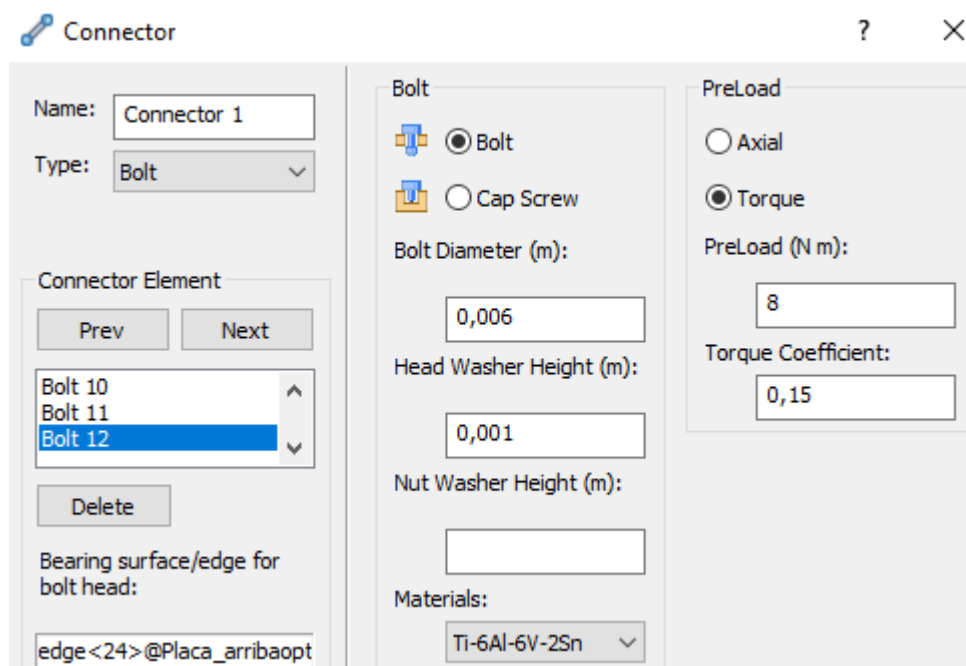 Connector ?
Name: Connector 1
Type: Bolt
Connector Element
Prev Next
Bolt 10
Bolt 11
Bolt 12
Delete
Bearing surface/edge for
bolt head:
edge<24>@Placa_arribaopt
Bolt
Bolt
Cap Screw
Bolt Diameter (m):
0,006
Head Washer Height (m):
0,001
Nut Washer Height (m):
Materials:
Ti-6Al-6V-2Sn
PreLoad
Axial
Torque
PreLoad (N m):
8
Torque Coefficient:
0,15